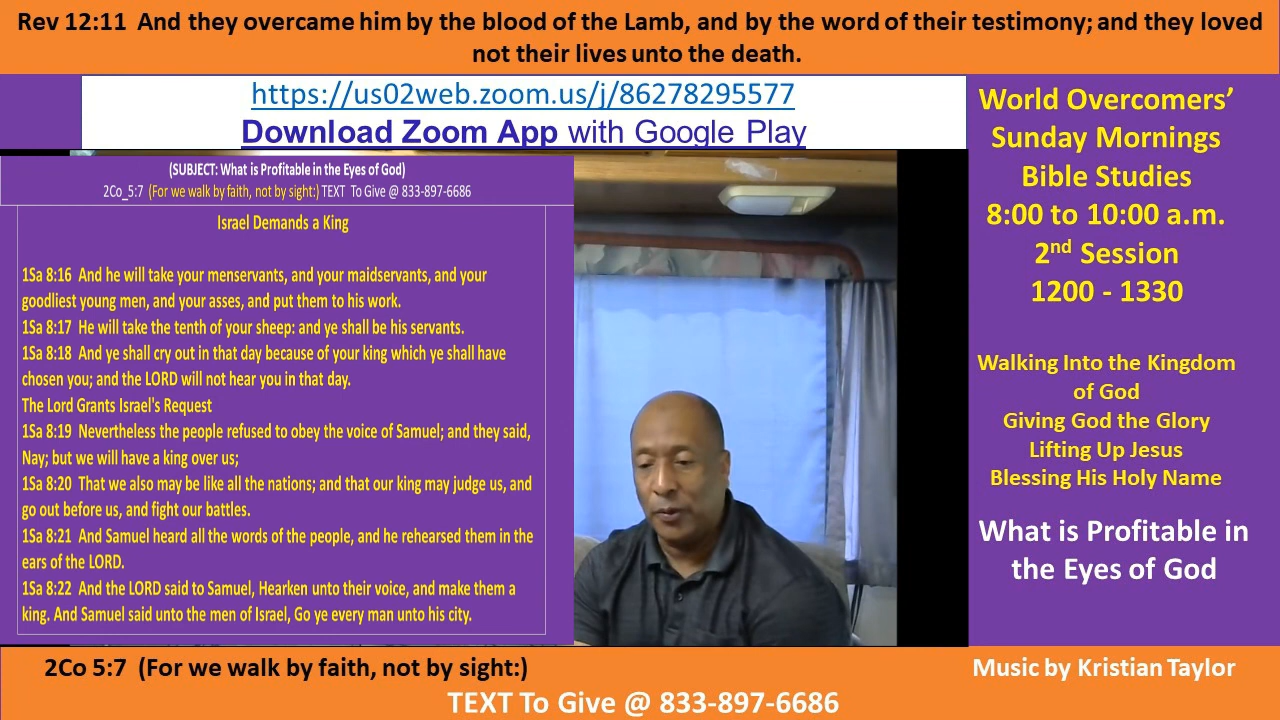 Rev 12:11  And they overcame him by the blood of the Lamb, and by the word of their testimony; and they loved
not their lives unto the death.
https://us02web.zoom.us/j/86278295577
Download Zoom App with Google Play
(SUBJECT: What is Profitable in the Eyes of God)
2Co_5:7  (For we walk by faith, not by sight:) TEXT  To Give @ 833-897-6686
Israel Demands a King
1Sa 8:16  And he will take your menservants, and your maidservants, and your
goodliest young men, and your asses, and put them to his work.
1Sa 8:17  He will take the tenth of your sheep: and ye shall be his servants.
1Sa 8:18  And ye shall cry out in that day because of your king which ye shall have
chosen you; and the LORD will not hear you in that day.
The Lord Grants Israel's Request
1Sa 8:19  Nevertheless the people refused to obey the voice of Samuel; and they said,
Nay; but we will have a king over us;
1Sa 8:20  That we also may be like all the nations; and that our king may judge us, and
go out before us, and fight our battles.
1Sa 8:21  And Samuel heard all the words of the people, and he rehearsed them in the
ears of the LORD.
1Sa 8:22  And the LORD said to Samuel, Hearken unto their voice, and make them a
king. And Samuel said unto the men of Israel, Go ye every man unto his city.
World Overcomers’
Sunday Mornings
Bible Studies
8:00 to 10:00 a.m.
2nd Session
1200 - 1330
Walking Into the Kingdom
of God
Giving God the Glory
Lifting Up Jesus
Blessing His Holy Name
What is Profitable in
the Eyes of God
2Co 5:7  (For we walk by faith, not by sight:)
Music by Kristian Taylor
TEXT To Give @ 833-897-6686